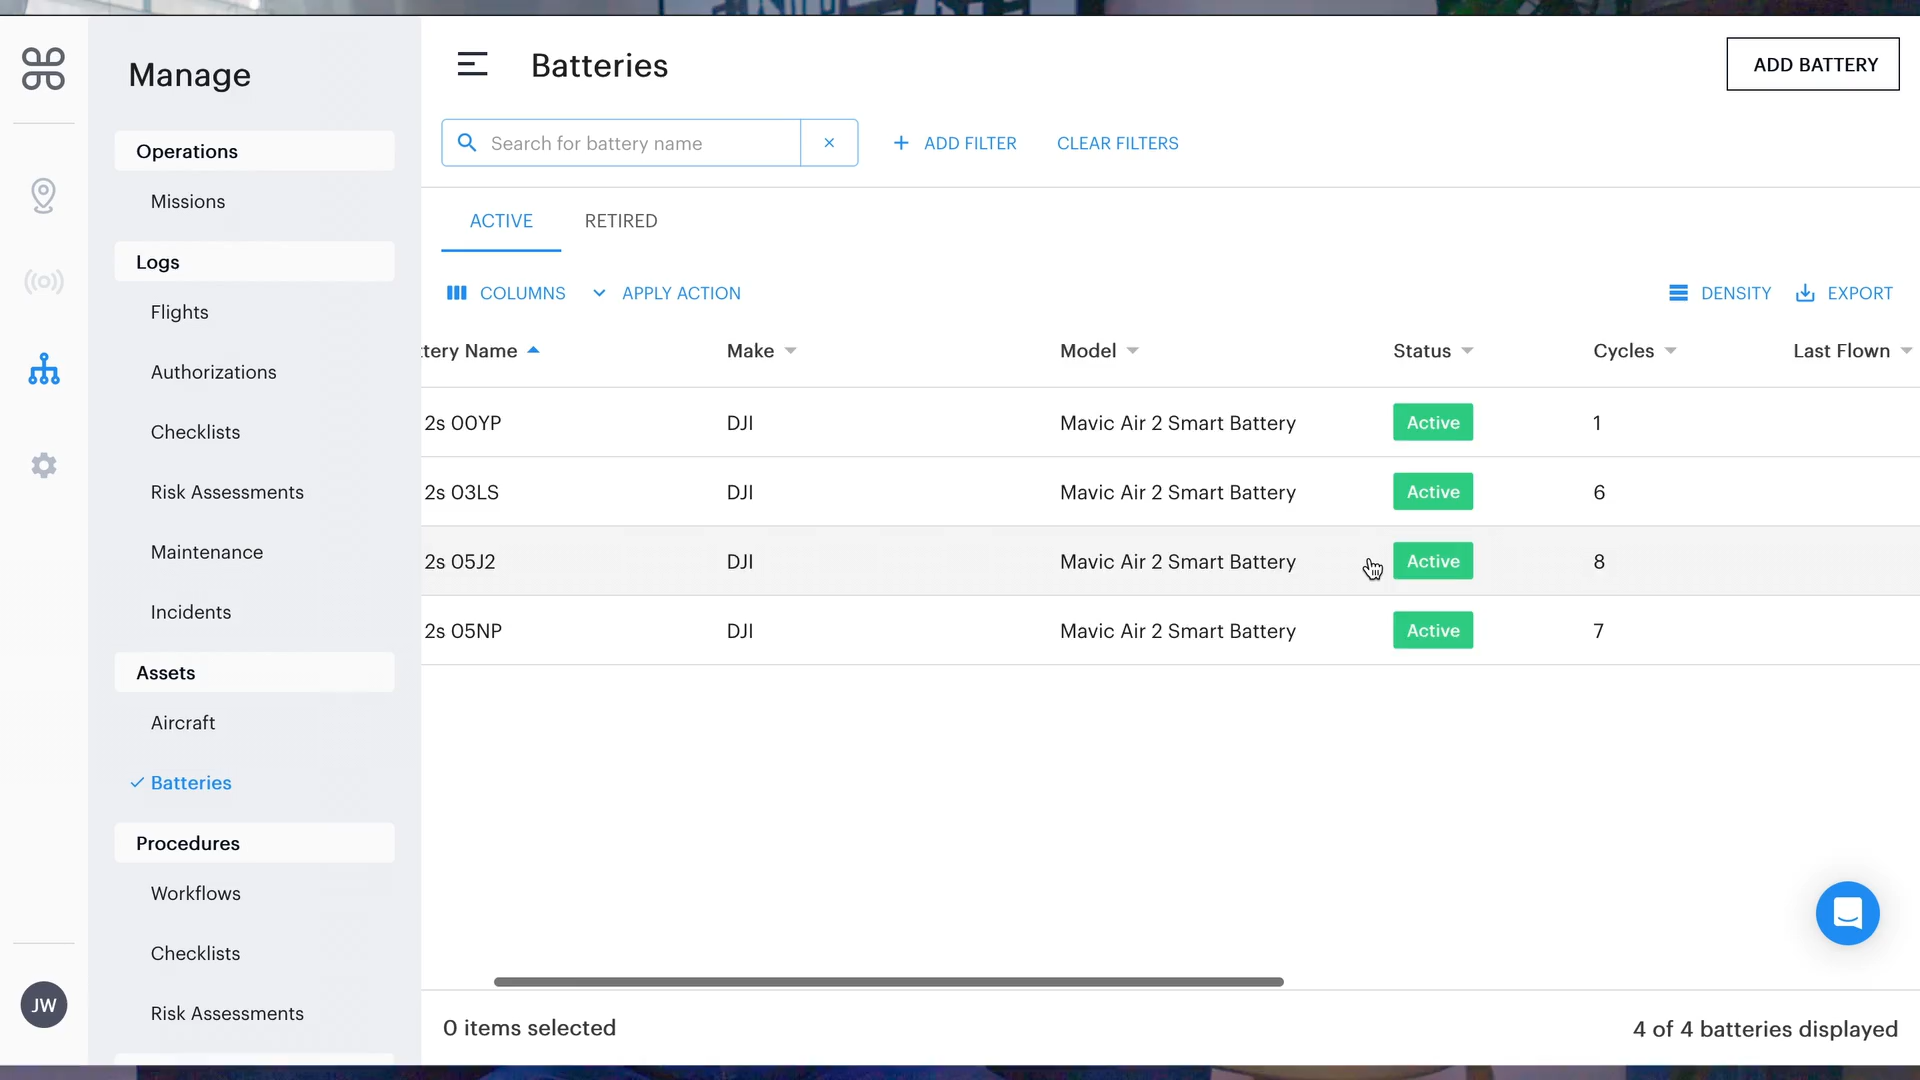 Manage
Operations
Missions
Logs
Flights
Authorizations
Checklists
Risk Assessments
Maintenance
Incidents
Assets
Aircraft
Batteries
Procedures
Workflows
Checklists
Risk Assessments
JW
Batteries
ADD BATTERY
Search for battery name
ADD FILTER
CLEAR FILTERS
ACTIVE RETIRED
COLUMNS APPLY ACTION DENSITY EXPORT
ttery Name Make Model Status Cycles Last Flown
2s 00YP DJI Mavic Air 2 Smart Battery Active 1
2s 03LS DJI Mavic Air 2 Smart Battery Active 6
2s 05J2 DJI Mavic Air 2 Smart Battery Active 8
2s 05NP DJI Mavic Air 2 Smart Battery Active 7
0 items selected
4 of 4 batteries displayed